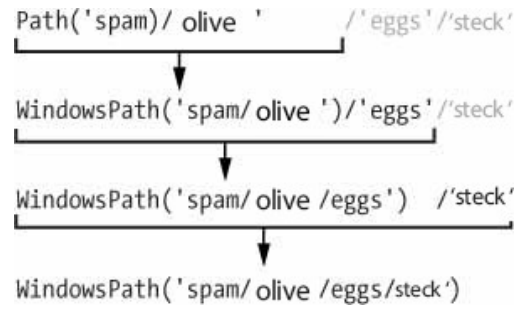 Path('spam)/ olive ' /'eggs'/'steck'
WindowsPath('spam/ olive ')/'eggs'/'steck'
WindowsPath('spam/ olive /eggs') /'steck'
WindowsPath('spam/ olive /eggs/steck')